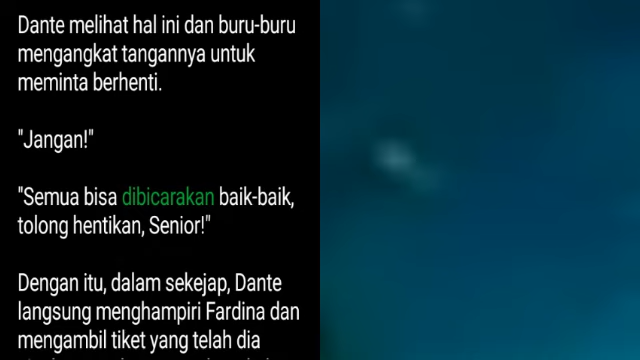 Dante melihat hal ini dan buru-buru
mengangkat tangannya untuk
meminta berhenti.
"Jangan!"
"Semua bisa dibicarakan baik-baik,
tolong hentikan, Senior!"
Dengan itu, dalam sekejap, Dante
langsung menghampiri Fardina dan
mengambil tiket yang telah dia